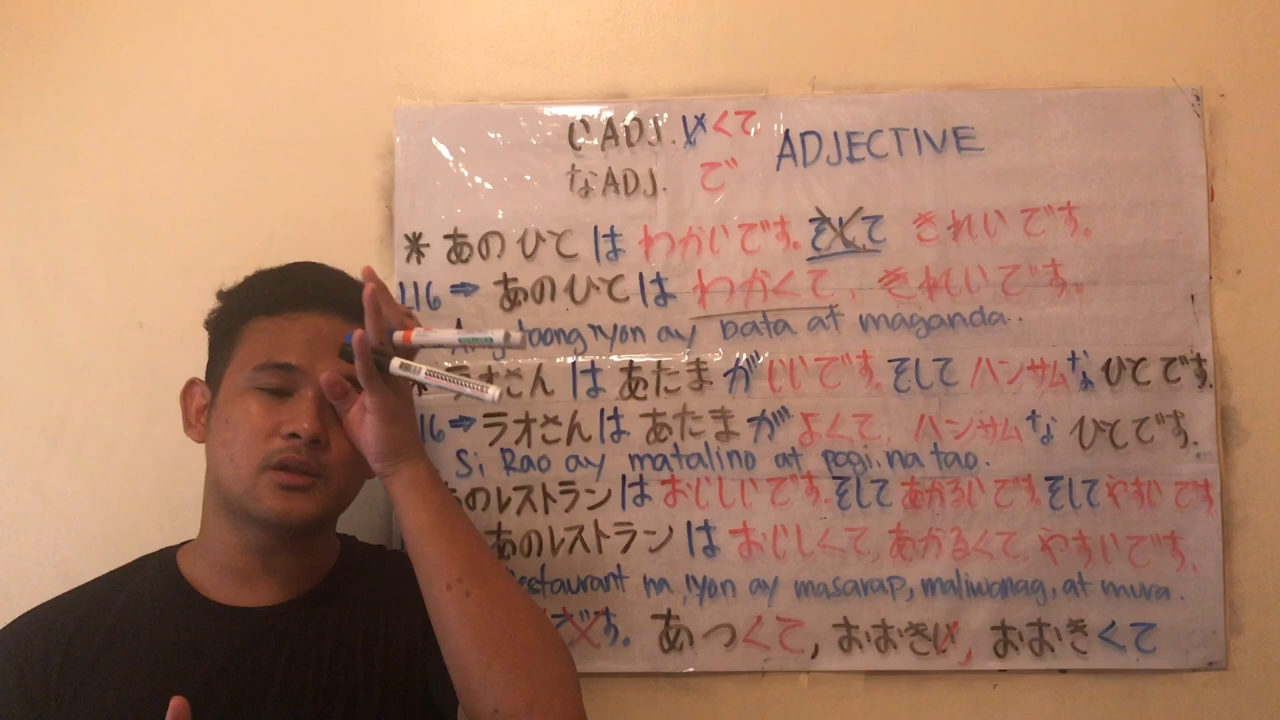 いADJ. いくて ADJECTIVE
なADJ. で
* あのひとは わかいです。そして きれいです。
L16 ⇒ あのひとは わかくて、きれいです。
Ang taong 'yon ay bata at maganda.
ラオさん は あたま が いいです。そして ハンサムな ひとです。
16 ⇒ ラオさんは あたまが よくて、ハンサムな ひとです。
Si Rao ay matalino at pogi na tao.
あのレストランは おいしいです。そして あかるいです。そして やすいです
あのレストランは おいしくて、あかるくて、やすいです。
restaurant na iyon ay masarap, maliwanag, at mura.
です。 あつくて, おおきい, おおきくて